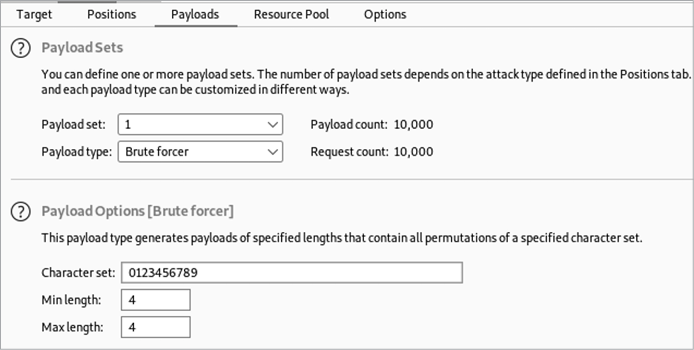 Target Positions Payloads Resource Pool Options
Payload Sets
You can define one or more payload sets. The number of payload sets depends on the attack type defined in the Positions tab.
and each payload type can be customized in different ways.
Payload set: 1 Payload count: 10,000
Payload type: Brute forcer Request count: 10,000
Payload Options [Brute forcer]
This payload type generates payloads of specified lengths that contain all permutations of a specified character set.
Character set: 0123456789
Min length: 4
Max length: 4